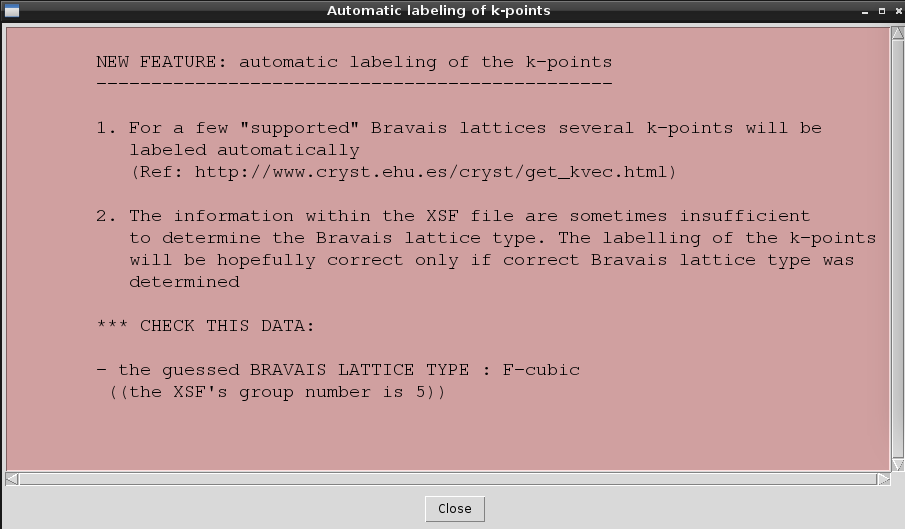 Automatic labeling of k-points
NEW FEATURE: automatic labeling of the k-points
-----------------------------------------------
1. For a few "supported" Bravais lattices several k-points will be
labeled automatically
(Ref: http://www.cryst.ehu.es/cryst/get_kvec.html)
2. The information within the XSF file are sometimes insufficient
to determine the Bravais lattice type. The labelling of the k-points
will be hopefully correct only if correct Bravais lattice type was
determined
*** CHECK THIS DATA:
- the guessed BRAVAIS LATTICE TYPE : F-cubic
((the XSF's group number is 5))
Close